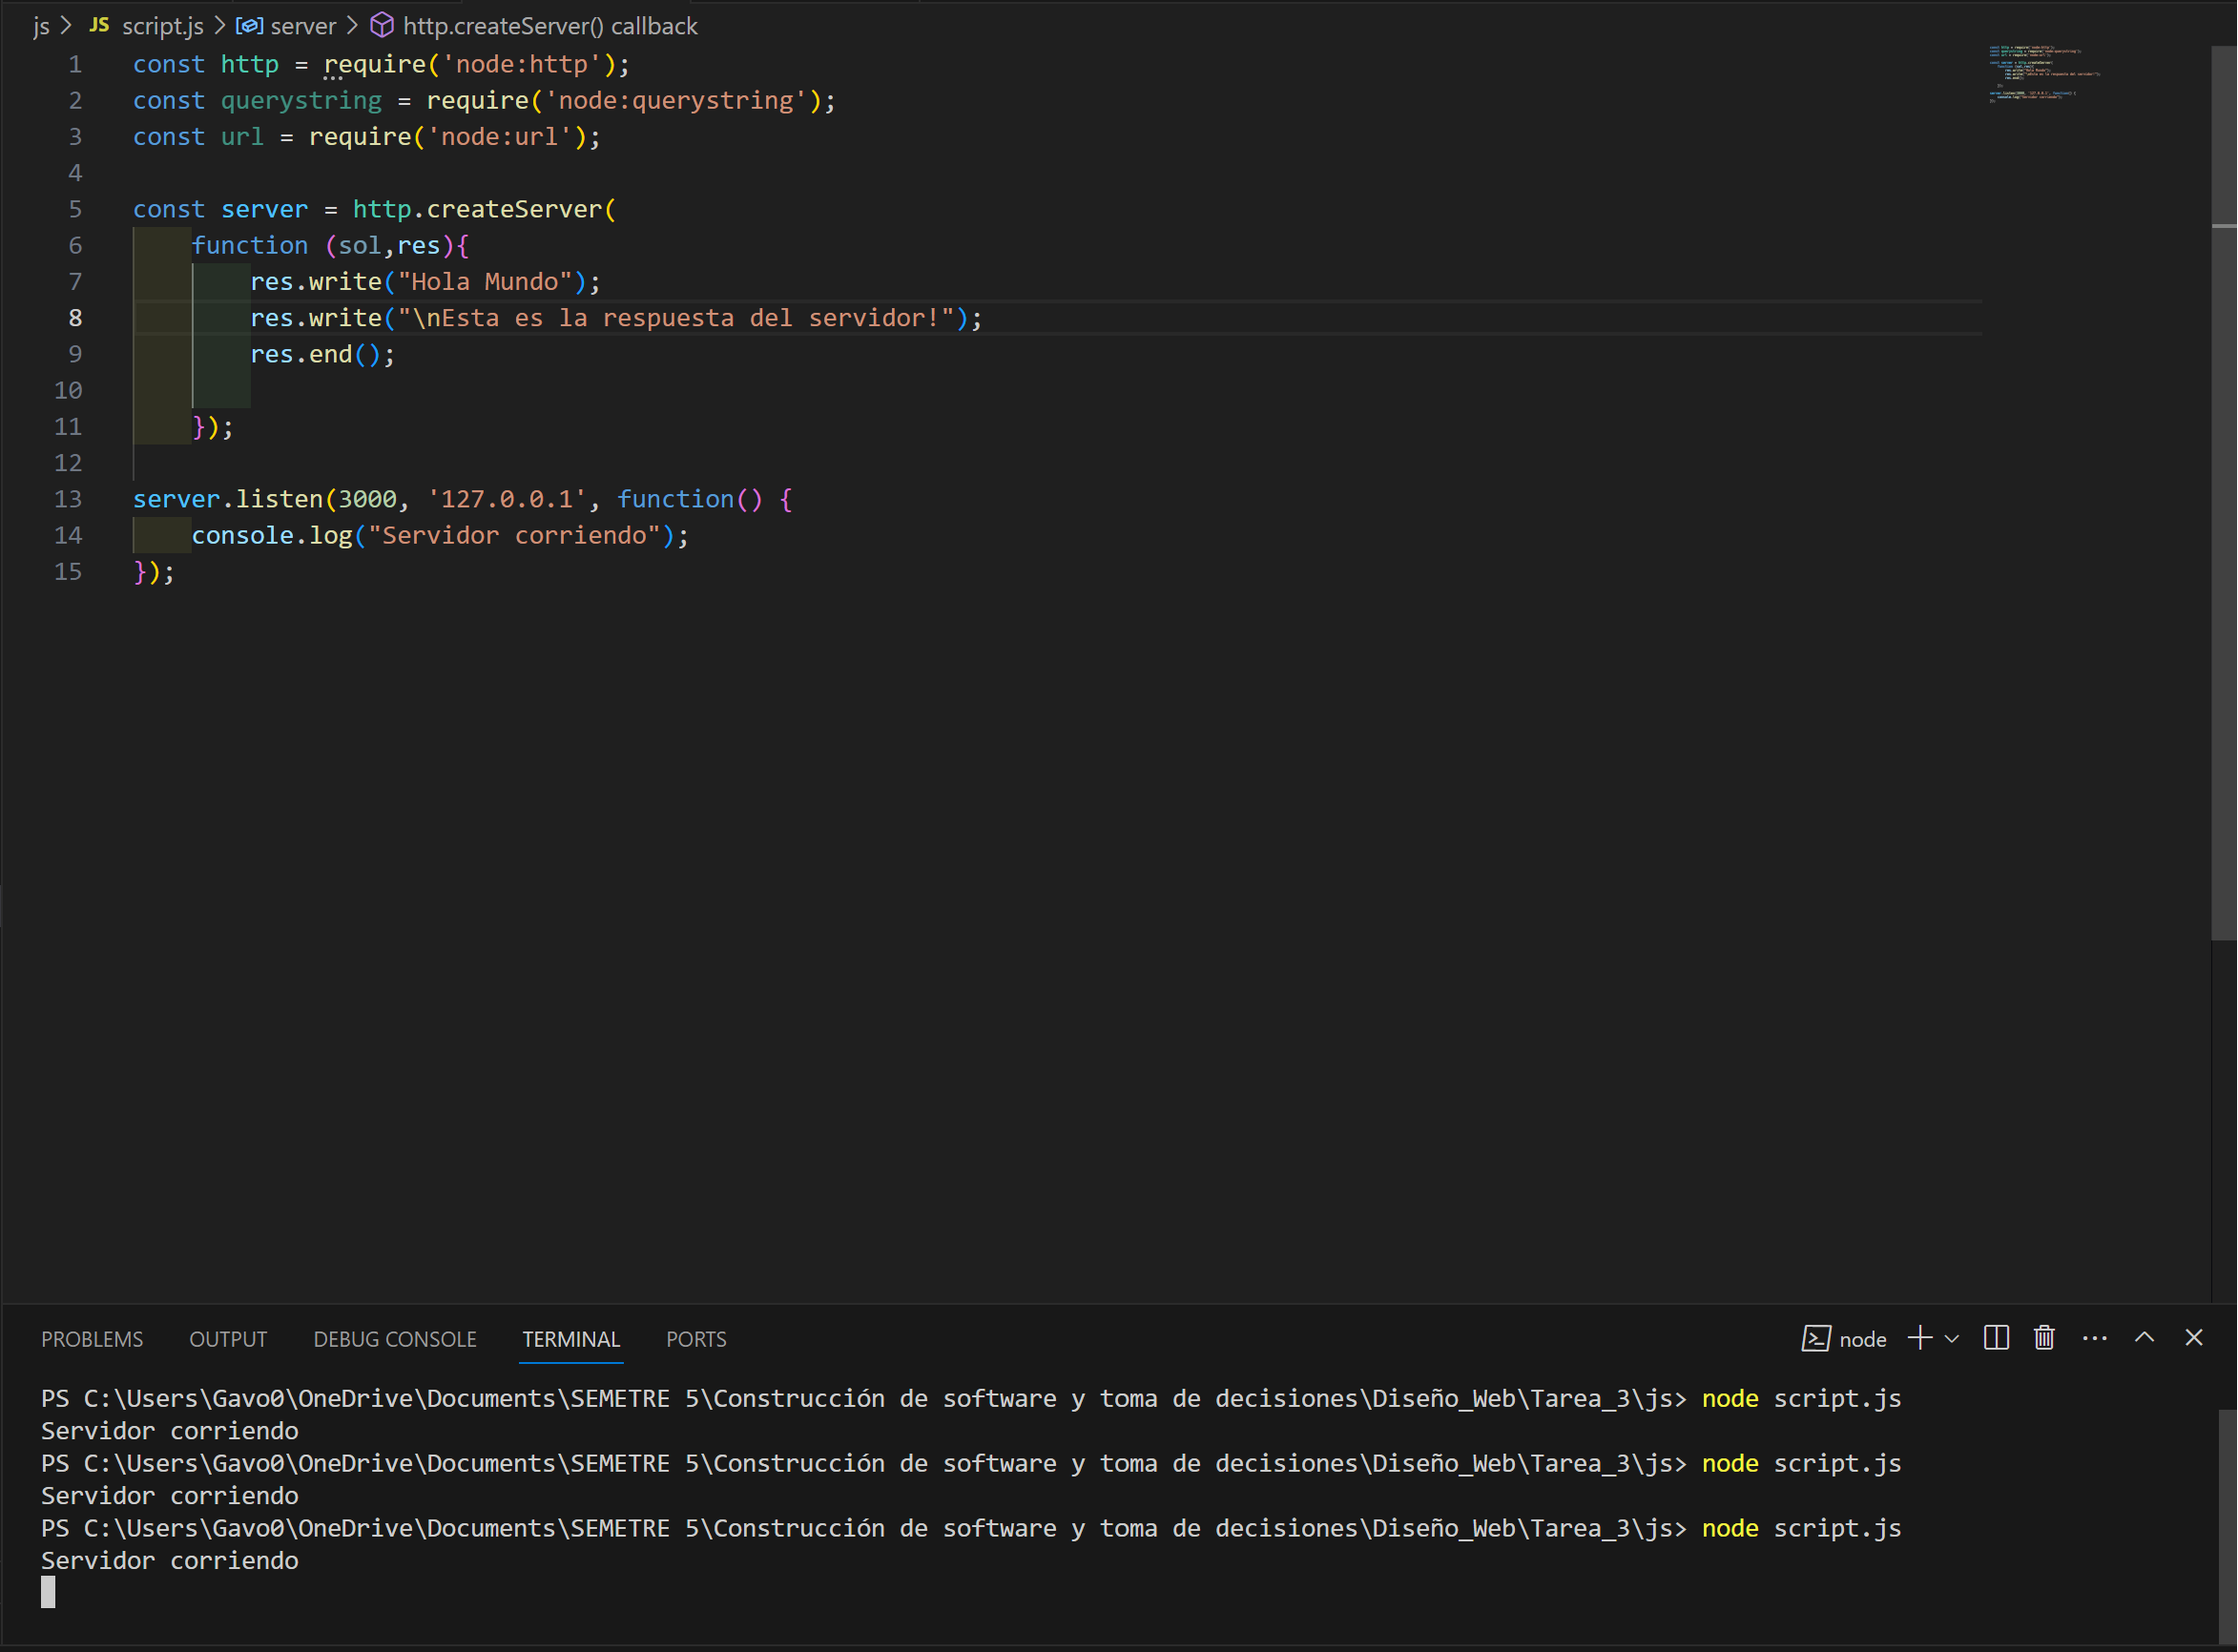 js > JS script.js > server > http.createServer() callback
1 const http = require('node:http');
2 const querystring = require('node:querystring');
3 const url = require('node:url');
4
5 const server = http.createServer(
6     function (sol,res){
7         res.write("Hola Mundo");
8         res.write("\nEsta es la respuesta del servidor!");
9         res.end();
10
11     });
12
13 server.listen(3000, '127.0.0.1', function() {
14     console.log("Servidor corriendo");
15 });
PROBLEMS OUTPUT DEBUG CONSOLE TERMINAL PORTS node
PS C:\Users\Gavo0\OneDrive\Documents\SEMETRE 5\Construcción de software y toma de decisiones\Diseño_Web\Tarea_3\js> node script.js
Servidor corriendo
PS C:\Users\Gavo0\OneDrive\Documents\SEMETRE 5\Construcción de software y toma de decisiones\Diseño_Web\Tarea_3\js> node script.js
Servidor corriendo
PS C:\Users\Gavo0\OneDrive\Documents\SEMETRE 5\Construcción de software y toma de decisiones\Diseño_Web\Tarea_3\js> node script.js
Servidor corriendo